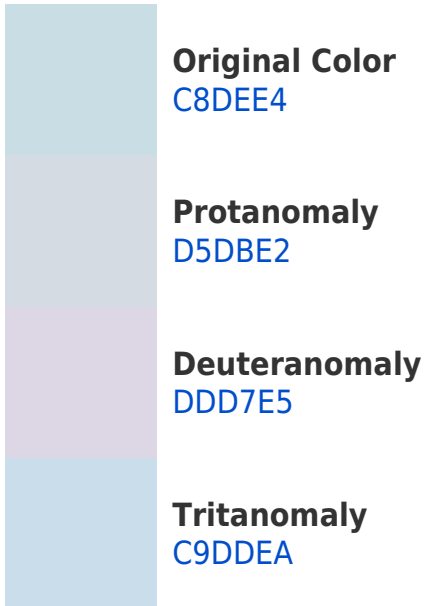 Original Color
C8DEE4
Protanomaly
D5DBE2
Deuteranomaly
DDD7E5
Tritanomaly
C9DDEA